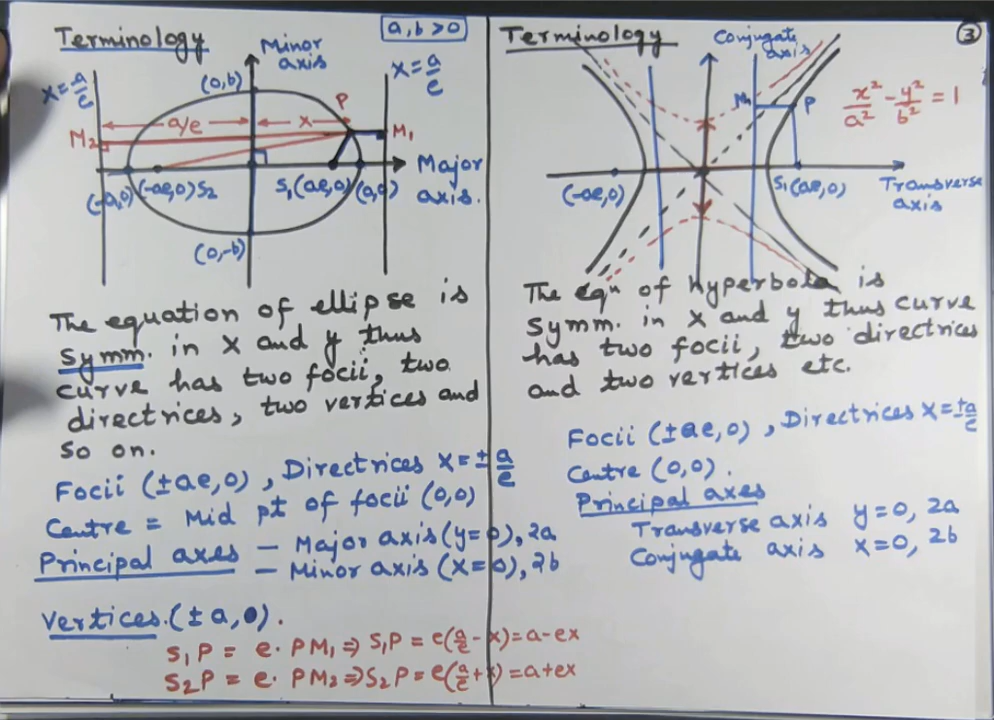 Terminology
a, b > 0
Minor axis
x = -a/e
x = a/e
(0,b)
P
M2
a/e
x
M1
(-a,0)
(-ae,0) S2
S1 (ae,0)
(a,0)
Major axis.
(0,-b)
The equation of ellipse is
symm. in x and y thus
curve has two focii, two
directrices, two vertices and
so on.
Focii (±ae,0), Directrices x = ± a/e
Centre = Mid pt of focii (0,0)
Principal axes – Major axis (y=0), 2a
– Minor axis (x=0), 2b
Vertices. (±a,0).
S1P = e. PM1 ⇒ S1P = e(a/e - x) = a-ex
S2P = e. PM2 ⇒ S2P = e(a/e + x) = a+ex
Terminology
Conjugate axis
3
M1
P
x²/a² - y²/b² = 1
(-ae,0)
S1 (ae,0)
Transverse axis
The eqn of hyperbola is
symm. in x and y thus curve
has two focii, two directrices
and two vertices etc.
Focii (±ae,0), Directrices x = ±a/e
Centre (0,0).
Principal axes
Transverse axis y=0, 2a
Conjugate axis x=0, 2b